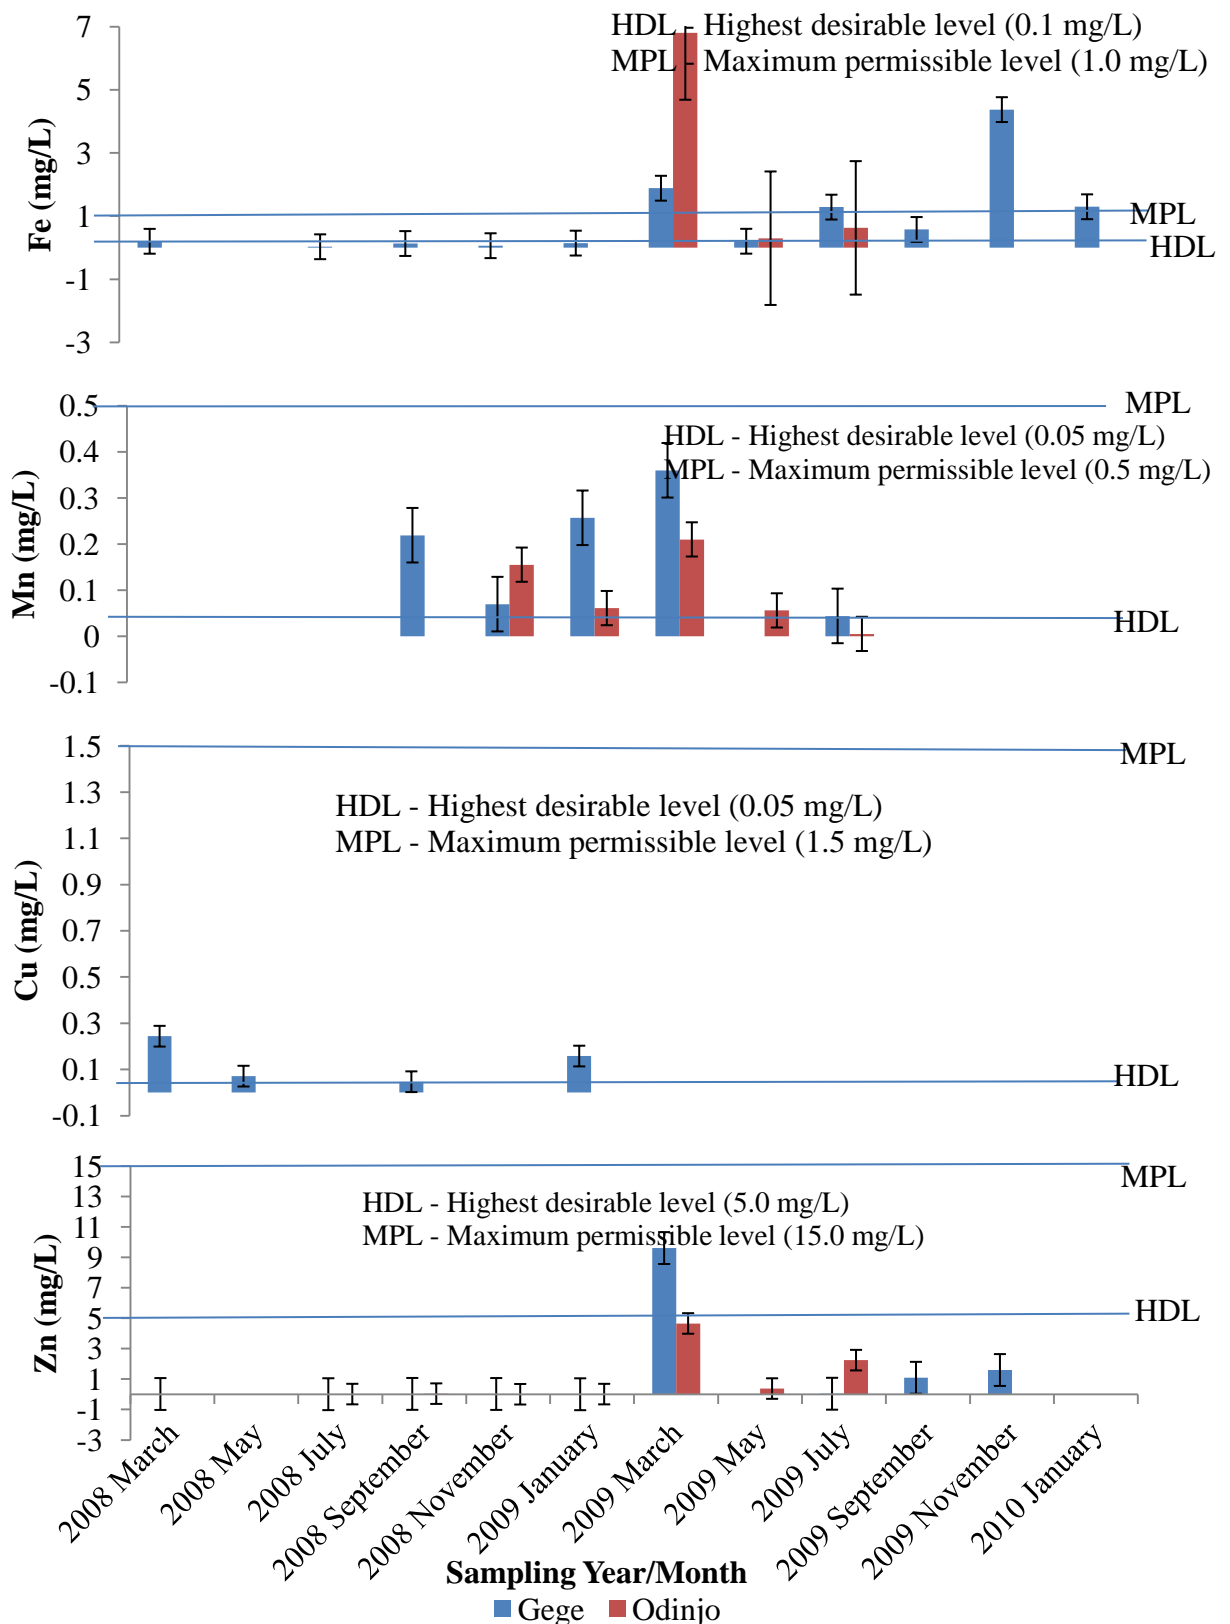 HDL - Highest desirable level (0.1 mg/L)
MPL - Maximum permissible level (1.0 mg/L)
Fe (mg/L)
7
5
3
1
-1
-3
MPL
HDL
Mn (mg/L)
0.5
0.4
0.3
0.2
0.1
0
-0.1
MPL
HDL - Highest desirable level (0.05 mg/L)
MPL - Maximum permissible level (0.5 mg/L)
HDL
Cu (mg/L)
1.5
1.3
1.1
0.9
0.7
0.5
0.3
0.1
-0.1
MPL
HDL - Highest desirable level (0.05 mg/L)
MPL - Maximum permissible level (1.5 mg/L)
HDL
Zn (mg/L)
15
13
11
9
7
5
3
1
-1
-3
MPL
HDL - Highest desirable level (5.0 mg/L)
MPL - Maximum permissible level (15.0 mg/L)
HDL
2008 March
2008 May
2008 July
2008 September
2008 November
2009 January
2009 March
2009 May
2009 July
2009 September
2009 November
2010 January
Sampling Year/Month
Gege Odinjo